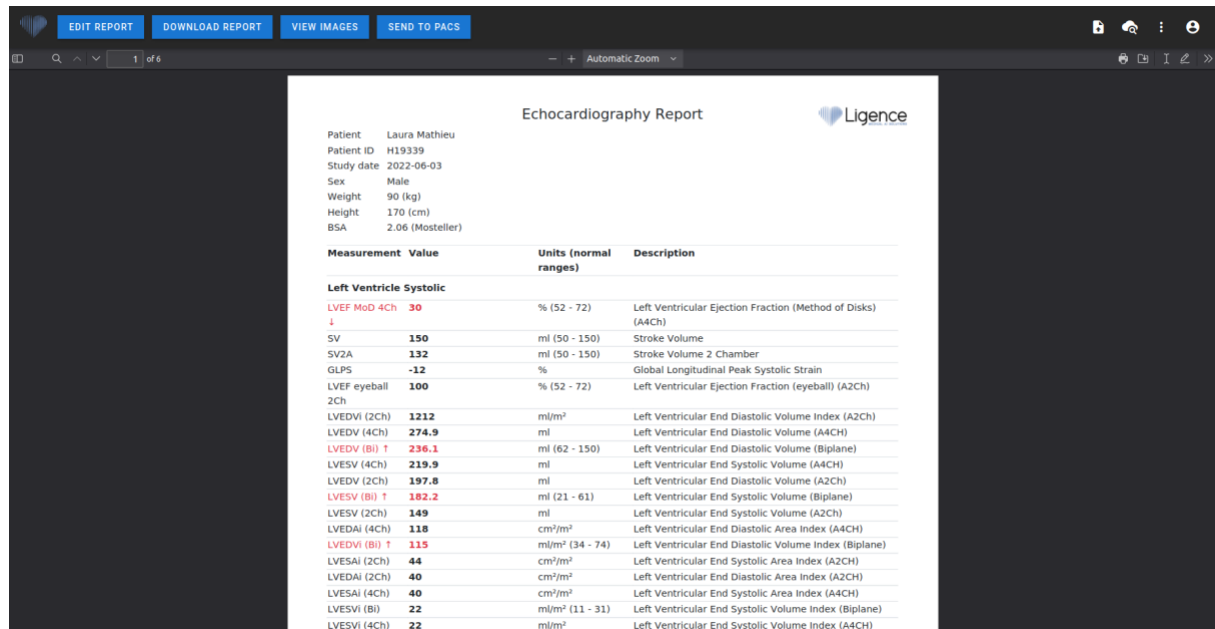 EDIT REPORT DOWNLOAD REPORT VIEW IMAGES SEND TO PACS
1 of 6 Automatic Zoom
Echocardiography Report
Ligence
Patient Laura Mathieu
Patient ID H19339
Study date 2022-06-03
Sex Male
Weight 90 (kg)
Height 170 (cm)
BSA 2.06 (Mosteller)
Measurement Value Units (normal ranges) Description
Left Ventricle Systolic
LVEF MoD 4Ch ↓ 30 % (52 - 72) Left Ventricular Ejection Fraction (Method of Disks) (A4Ch)
SV 150 ml (50 - 150) Stroke Volume
SV2A 132 ml (50 - 150) Stroke Volume 2 Chamber
GLPS -12 % Global Longitudinal Peak Systolic Strain
LVEF eyeball 2Ch 100 % (52 - 72) Left Ventricular Ejection Fraction (eyeball) (A2Ch)
LVEDVi (2Ch) 1212 ml/m² Left Ventricular End Diastolic Volume Index (A2Ch)
LVEDV (4Ch) 274.9 ml Left Ventricular End Diastolic Volume (A4CH)
LVEDV (Bi) ↑ 236.1 ml (62 - 150) Left Ventricular End Diastolic Volume (Biplane)
LVESV (4Ch) 219.9 ml Left Ventricular End Systolic Volume (A4CH)
LVEDV (2Ch) 197.8 ml Left Ventricular End Diastolic Volume (A2Ch)
LVESV (Bi) ↑ 182.2 ml (21 - 61) Left Ventricular End Systolic Volume (Biplane)
LVESV (2Ch) 149 ml Left Ventricular End Systolic Volume (A2Ch)
LVEDAi (4Ch) 118 cm²/m² Left Ventricular End Diastolic Area Index (A4CH)
LVEDVi (Bi) ↑ 115 ml/m² (34 - 74) Left Ventricular End Diastolic Volume Index (Biplane)
LVESAi (2Ch) 44 cm²/m² Left Ventricular End Systolic Area Index (A2CH)
LVEDAi (2Ch) 40 cm²/m² Left Ventricular End Diastolic Area Index (A2CH)
LVESAi (4Ch) 40 cm²/m² Left Ventricular End Systolic Area Index (A4CH)
LVESVi (Bi) 22 ml/m² (11 - 31) Left Ventricular End Systolic Volume Index (Biplane)
LVESVi (4Ch) 22 ml/m² Left Ventricular End Systolic Volume Index (A4CH)